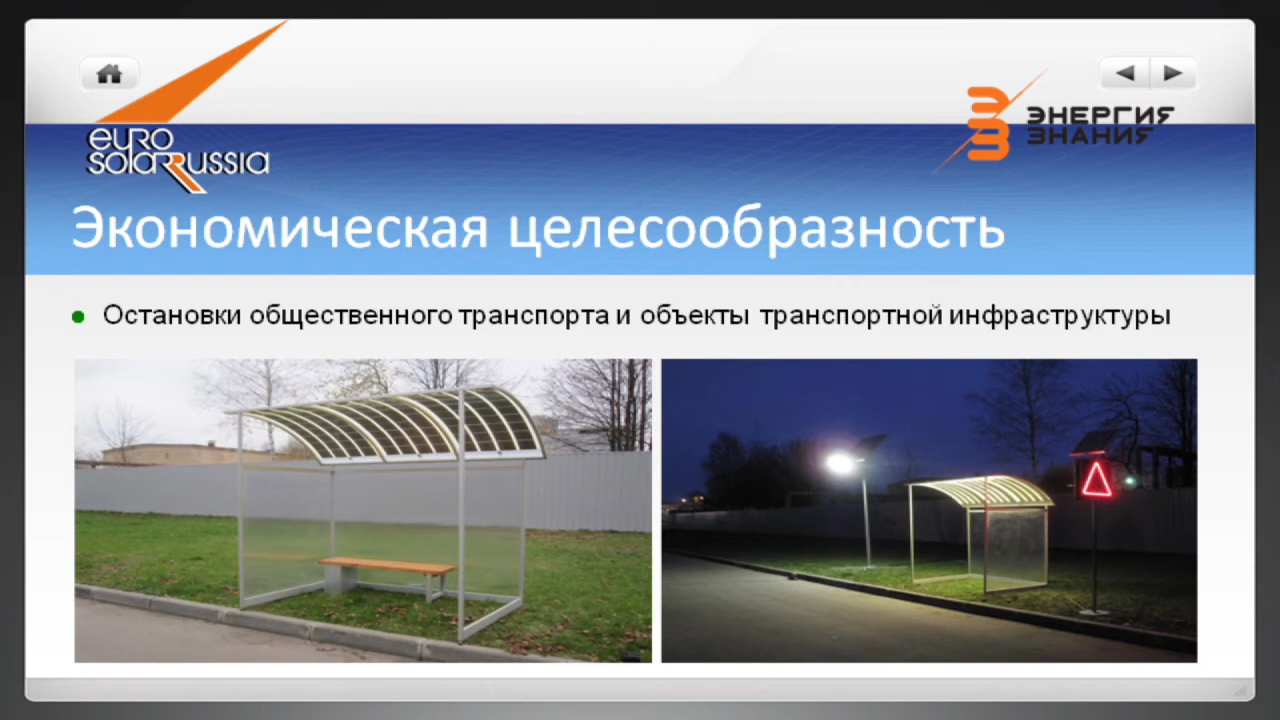 euro
solarrussia
ЭНЕРГИЯ
ЗНАНИЯ
Экономическая целесообразность
Остановки общественного транспорта и объекты транспортной инфраструктуры